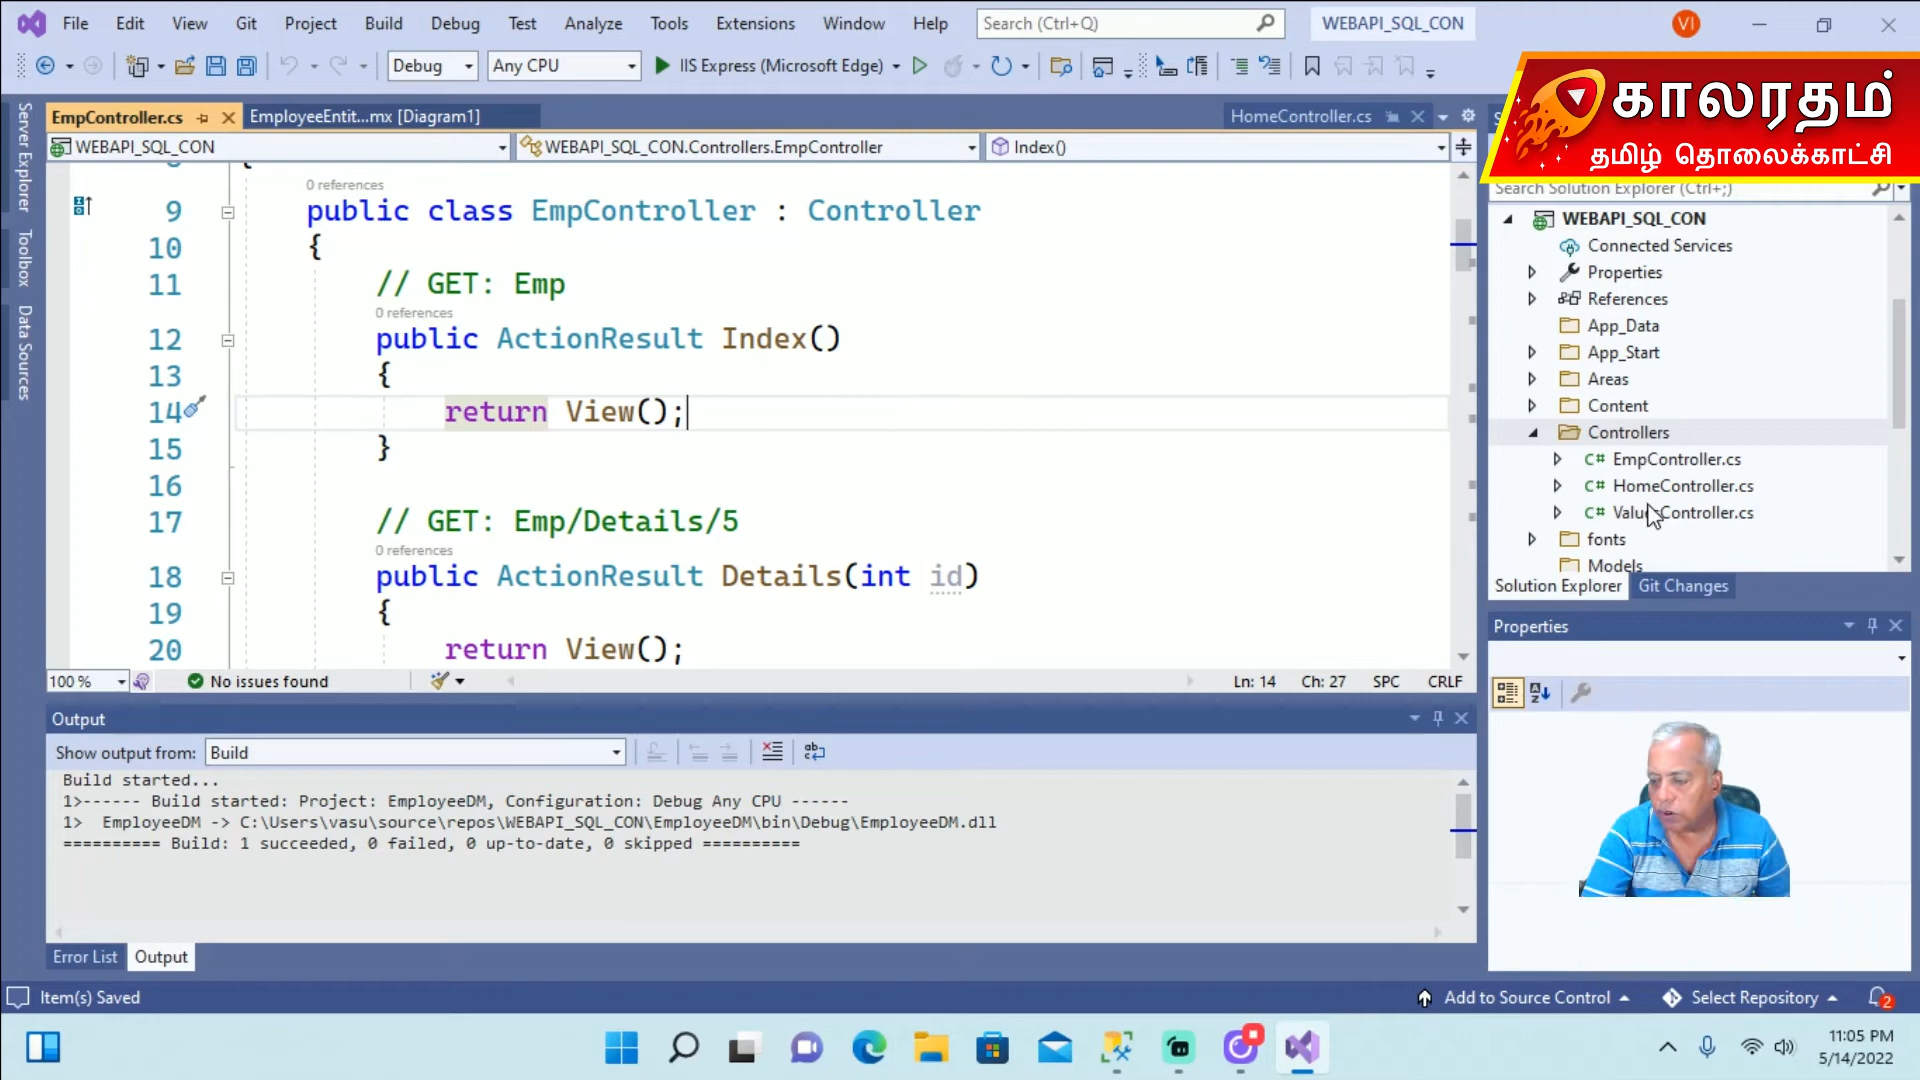 File Edit View Git Project Build Debug Test Analyze Tools Extensions Window Help Search (Ctrl+Q) WEBAPI_SQL_CON VI
Debug Any CPU IIS Express (Microsoft Edge)
காலரதம்
தமிழ் தொலைக்காட்சி
Server Explorer
Toolbox
Data Sources
EmpController.cs EmployeeEntit...mx [Diagram1] HomeController.cs
WEBAPI_SQL_CON WEBAPI_SQL_CON.Controllers.EmpController Index()
0 references
9 public class EmpController : Controller
10 {
11 // GET: Emp
0 references
12 public ActionResult Index()
13 {
14 return View();
15 }
16
17 // GET: Emp/Details/5
0 references
18 public ActionResult Details(int id)
19 {
20 return View();
100 % No issues found Ln: 14 Ch: 27 SPC CRLF
Output
Show output from: Build
Build started...
1>------ Build started: Project: EmployeeDM, Configuration: Debug Any CPU ------
1>  EmployeeDM -> C:\Users\vasu\source\repos\WEBAPI_SQL_CON\EmployeeDM\bin\Debug\EmployeeDM.dll
========== Build: 1 succeeded, 0 failed, 0 up-to-date, 0 skipped ==========
Error List Output
Search Solution Explorer (Ctrl+;)
WEBAPI_SQL_CON
Connected Services
Properties
References
App_Data
App_Start
Areas
Content
Controllers
C# EmpController.cs
C# HomeController.cs
C# ValuesController.cs
fonts
Models
Solution Explorer Git Changes
Properties
Item(s) Saved Add to Source Control Select Repository 2
11:05 PM
5/14/2022